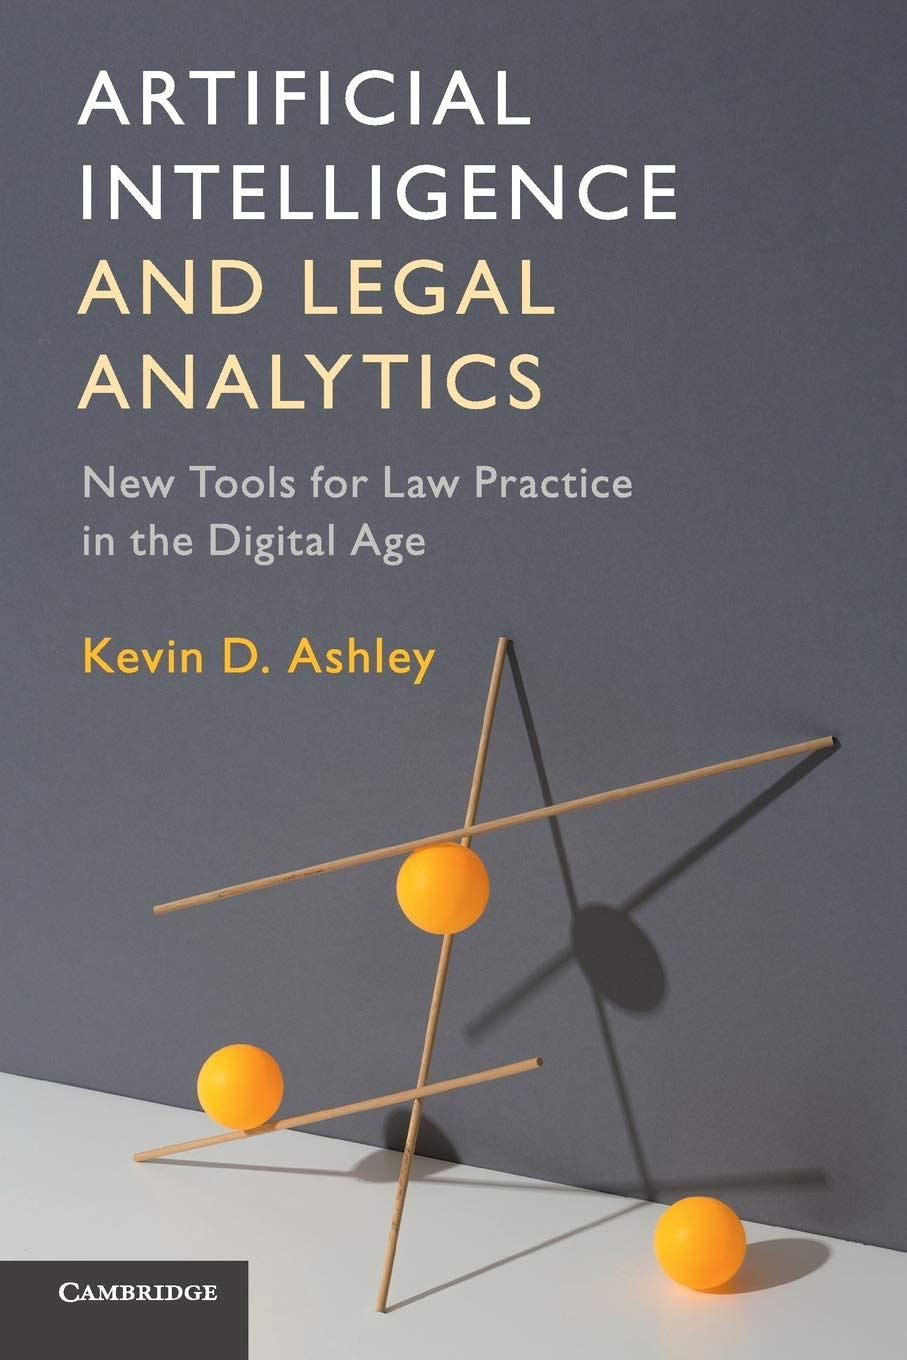 ARTIFICIAL
INTELLIGENCE
AND LEGAL
ANALYTICS
New Tools for Law Practice
in the Digital Age
Kevin D. Ashley
CAMBRIDGE